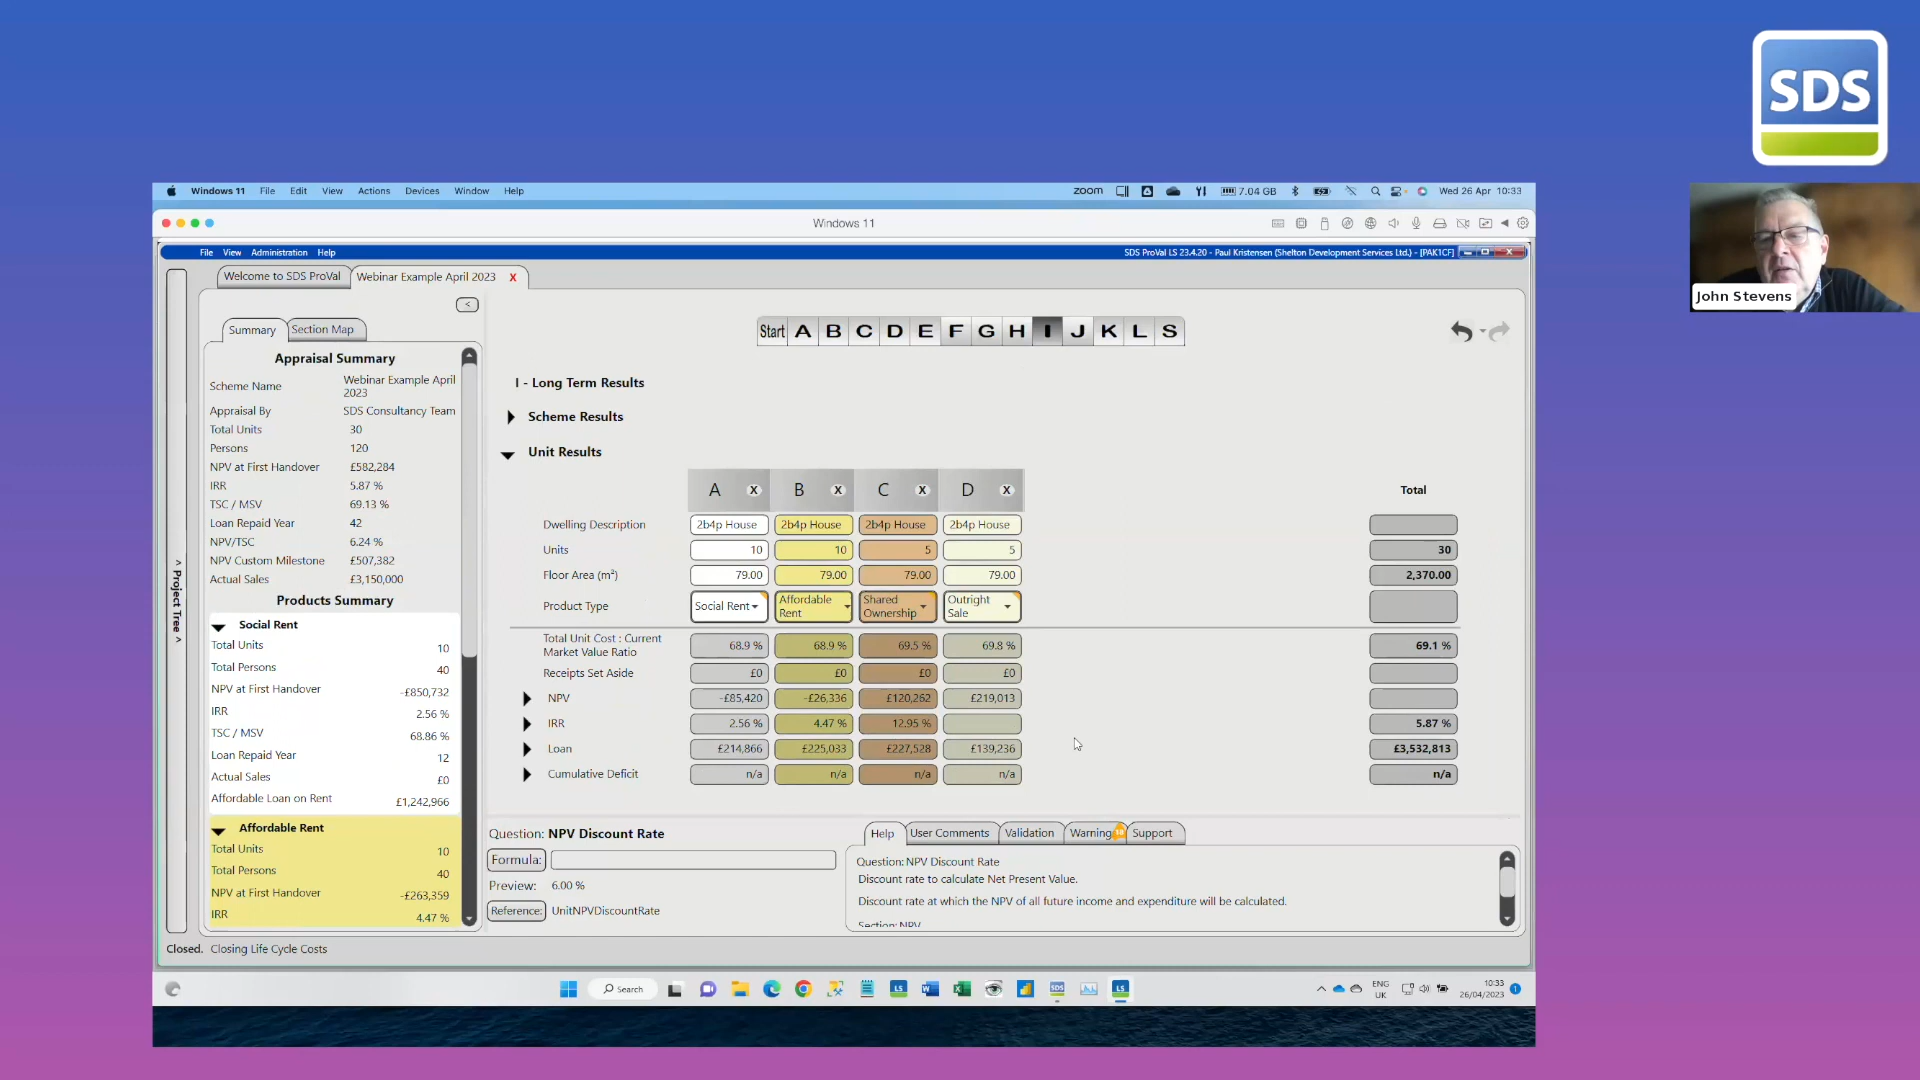 SDS
Windows 11 File Edit View Actions Devices Window Help
zoom 7.04 GB Wed 26 Apr 10:33
Windows 11
File View Administration Help
SDS ProVal LS 23.4.20 - Paul Kristensen (Shelton Development Services Ltd.) - [PAK1CF]
Welcome to SDS ProVal
Webinar Example April 2023 X
John Stevens
<
Summary Section Map
Start A B C D E F G H I J K L S
Appraisal Summary
Scheme Name Webinar Example April 2023
Appraisal By SDS Consultancy Team
Total Units 30
Persons 120
NPV at First Handover £582,284
IRR 5.87 %
TSC / MSV 69.13 %
Loan Repaid Year 42
NPV/TSC 6.24 %
NPV Custom Milestone £507,382
Actual Sales £3,150,000
Products Summary
Social Rent
Total Units 10
Total Persons 40
NPV at First Handover -£850,732
IRR 2.56 %
TSC / MSV 68.86 %
Loan Repaid Year 12
Actual Sales £0
Affordable Loan on Rent £1,242,966
Affordable Rent
Total Units 10
Total Persons 40
NPV at First Handover -£263,359
IRR 4.47 %
^ Project Tree ^
I - Long Term Results
Scheme Results
Unit Results
A X B X C X D X Total
Dwelling Description 2b4p House 2b4p House 2b4p House 2b4p House
Units 10 10 5 5 30
Floor Area (m²) 79.00 79.00 79.00 79.00 2,370.00
Product Type Social Rent Affordable Rent Shared Ownership Outright Sale
Total Unit Cost : Current Market Value Ratio 68.9 % 68.9 % 69.5 % 69.8 % 69.1 %
Receipts Set Aside £0 £0 £0 £0
NPV -£85,420 -£26,336 £120,262 £219,013
IRR 2.56 % 4.47 % 12.95 % 5.87 %
Loan £214,866 £225,033 £227,528 £139,236 £3,532,813
Cumulative Deficit n/a n/a n/a n/a n/a
Question: NPV Discount Rate
Formula:
Preview: 6.00 %
Reference: UnitNPVDiscountRate
Help User Comments Validation Warning Support
Question: NPV Discount Rate
Discount rate to calculate Net Present Value.
Discount rate at which the NPV of all future income and expenditure will be calculated.
Section: NPV
Closed. Closing Life Cycle Costs
Search
LS
SDS
LS
ENG
UK
10:33
26/04/2023
1